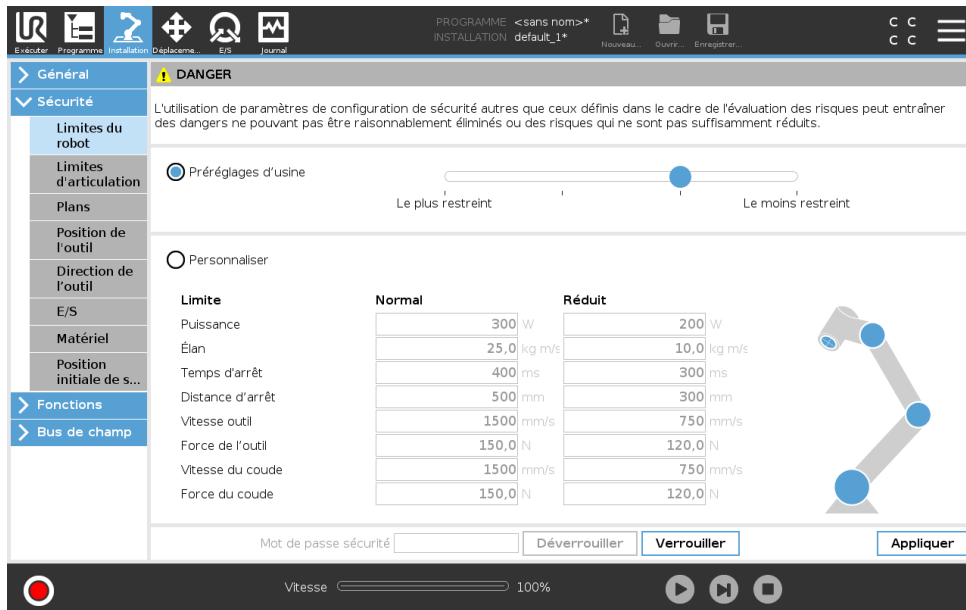 PROGRAMME <sans nom>*
INSTALLATION default_1*
UR
Exécuter
Programme
Installation
Déplaceme...
E/S
Journal
Nouveau...
Ouvrir...
Enregistrer...
C C
C C
Général
Sécurité
Limites du
robot
Limites
d'articulation
Plans
Position de
l'outil
Direction de
l'outil
E/S
Matériel
Position
initiale de s...
Fonctions
Bus de champ
DANGER
L'utilisation de paramètres de configuration de sécurité autres que ceux définis dans le cadre de l'évaluation des risques peut entraîner
des dangers ne pouvant pas être raisonnablement éliminés ou des risques qui ne sont pas suffisamment réduits.
Préréglages d'usine
Le plus restreint
Le moins restreint
Personnaliser
Limite Normal Réduit
Puissance 300 W 200 W
Élan 25,0 kg m/s 10,0 kg m/s
Temps d'arrêt 400 ms 300 ms
Distance d'arrêt 500 mm 300 mm
Vitesse outil 1500 mm/s 750 mm/s
Force de l'outil 150,0 N 120,0 N
Vitesse du coude 1500 mm/s 750 mm/s
Force du coude 150,0 N 120,0 N
Mot de passe sécurité
Déverrouiller
Verrouiller
Appliquer
Vitesse 100%